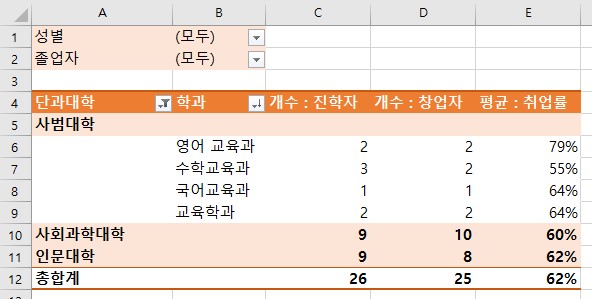 A B C D E
1 성별 (모두)
2 졸업자 (모두)
3
4 단과대학 학과 개수 : 진학자 개수 : 창업자 평균 : 취업률
5 사범대학
6 영어 교육과 2 2 79%
7 수학교육과 3 2 55%
8 국어교육과 1 1 64%
9 교육학과 2 2 64%
10 사회과학대학 9 10 60%
11 인문대학 9 8 62%
12 총합계 26 25 62%